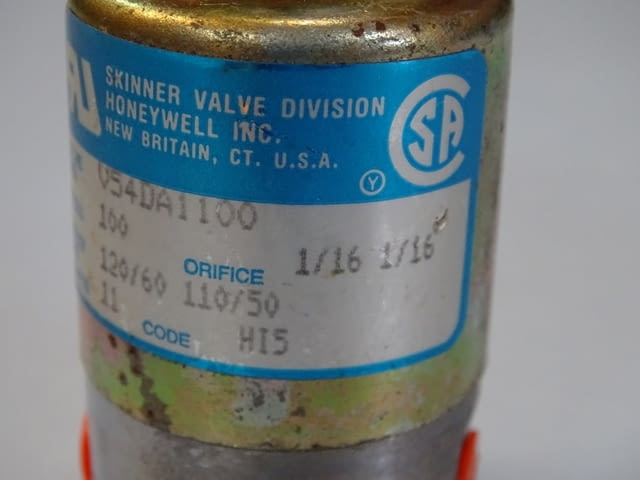 SKINNER VALVE DIVISION
HONEYWELL INC.
NEW BRITAIN, CT. U.S.A.
SA
Y
V54DA1100
100
ORIFICE 1/16 1/16
120/60 110/50
11
CODE HI5